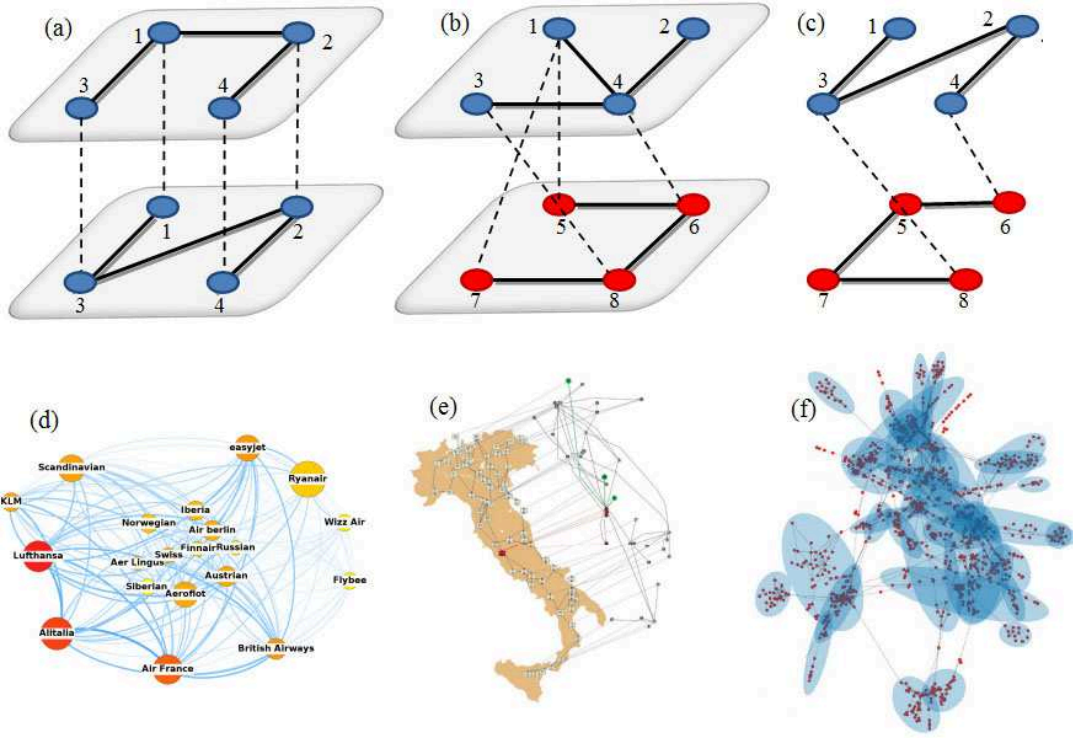 (a)
1
2
3
4
1
2
3
4
(b)
1
2
3
4
5
6
7
8
(c)
1
2
3
4
5
6
7
8
(d)
easyjet
Scandinavian
Ryanair
KLM
Iberia
Norwegian
Air berlin
Wizz Air
Lufthansa
Swiss
Finnair
Russian
Aer Lingus
Austrian
Siberian
Aeroflot
Flybee
Alitalia
British Airways
Air France
(e)
(f)